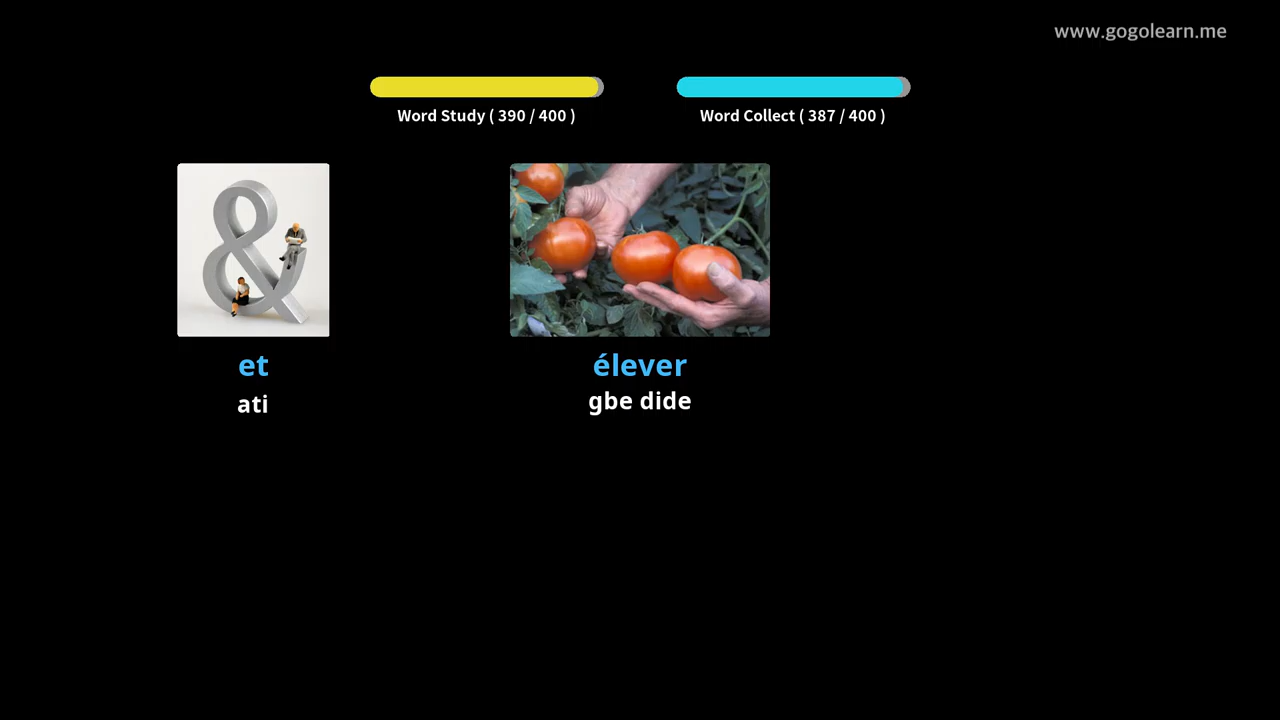 www.gogolearn.me
Word Study ( 390 / 400 )
Word Collect ( 387 / 400 )
et
élever
ati
gbe dide